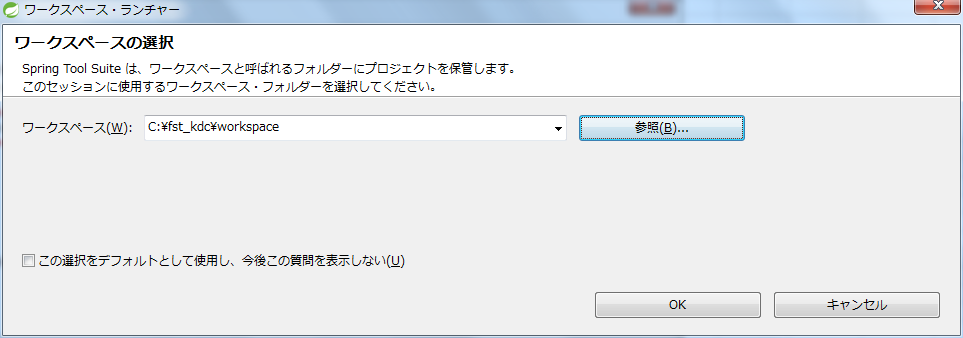 ワークスペース・ランチャー
ワークスペースの選択
Spring Tool Suite は、ワークスペースと呼ばれるフォルダーにプロジェクトを保管します。
このセッションに使用するワークスペース・フォルダーを選択してください。
ワークスペース(W): C:¥fst_kdc¥workspace 参照(B)...
この選択をデフォルトとして使用し、今後この質問を表示しない(U)
OK キャンセル